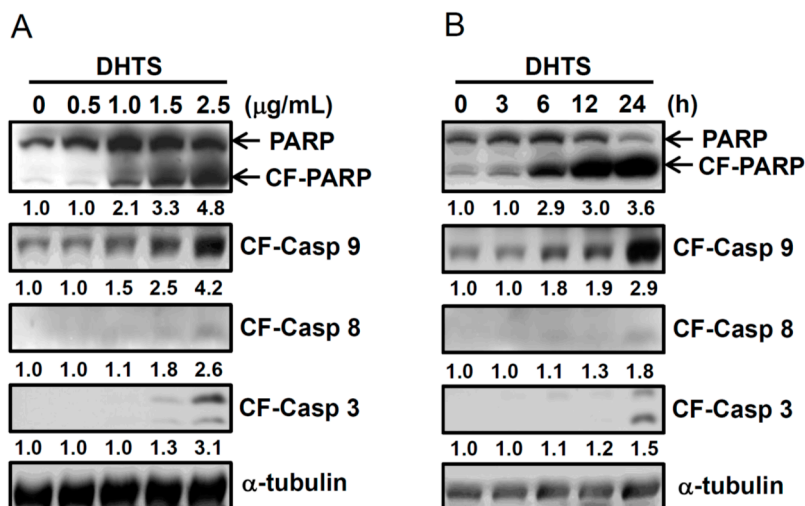 A
DHTS
0 0.5 1.0 1.5 2.5 (μg/mL)
PARP
CF-PARP
1.0 1.0 2.1 3.3 4.8
CF-Casp 9
1.0 1.0 1.5 2.5 4.2
CF-Casp 8
1.0 1.0 1.1 1.8 2.6
CF-Casp 3
1.0 1.0 1.0 1.3 3.1
α-tubulin
B
DHTS
0 3 6 12 24 (h)
PARP
CF-PARP
1.0 1.0 2.9 3.0 3.6
CF-Casp 9
1.0 1.0 1.8 1.9 2.9
CF-Casp 8
1.0 1.0 1.1 1.3 1.8
CF-Casp 3
1.0 1.0 1.1 1.2 1.5
α-tubulin